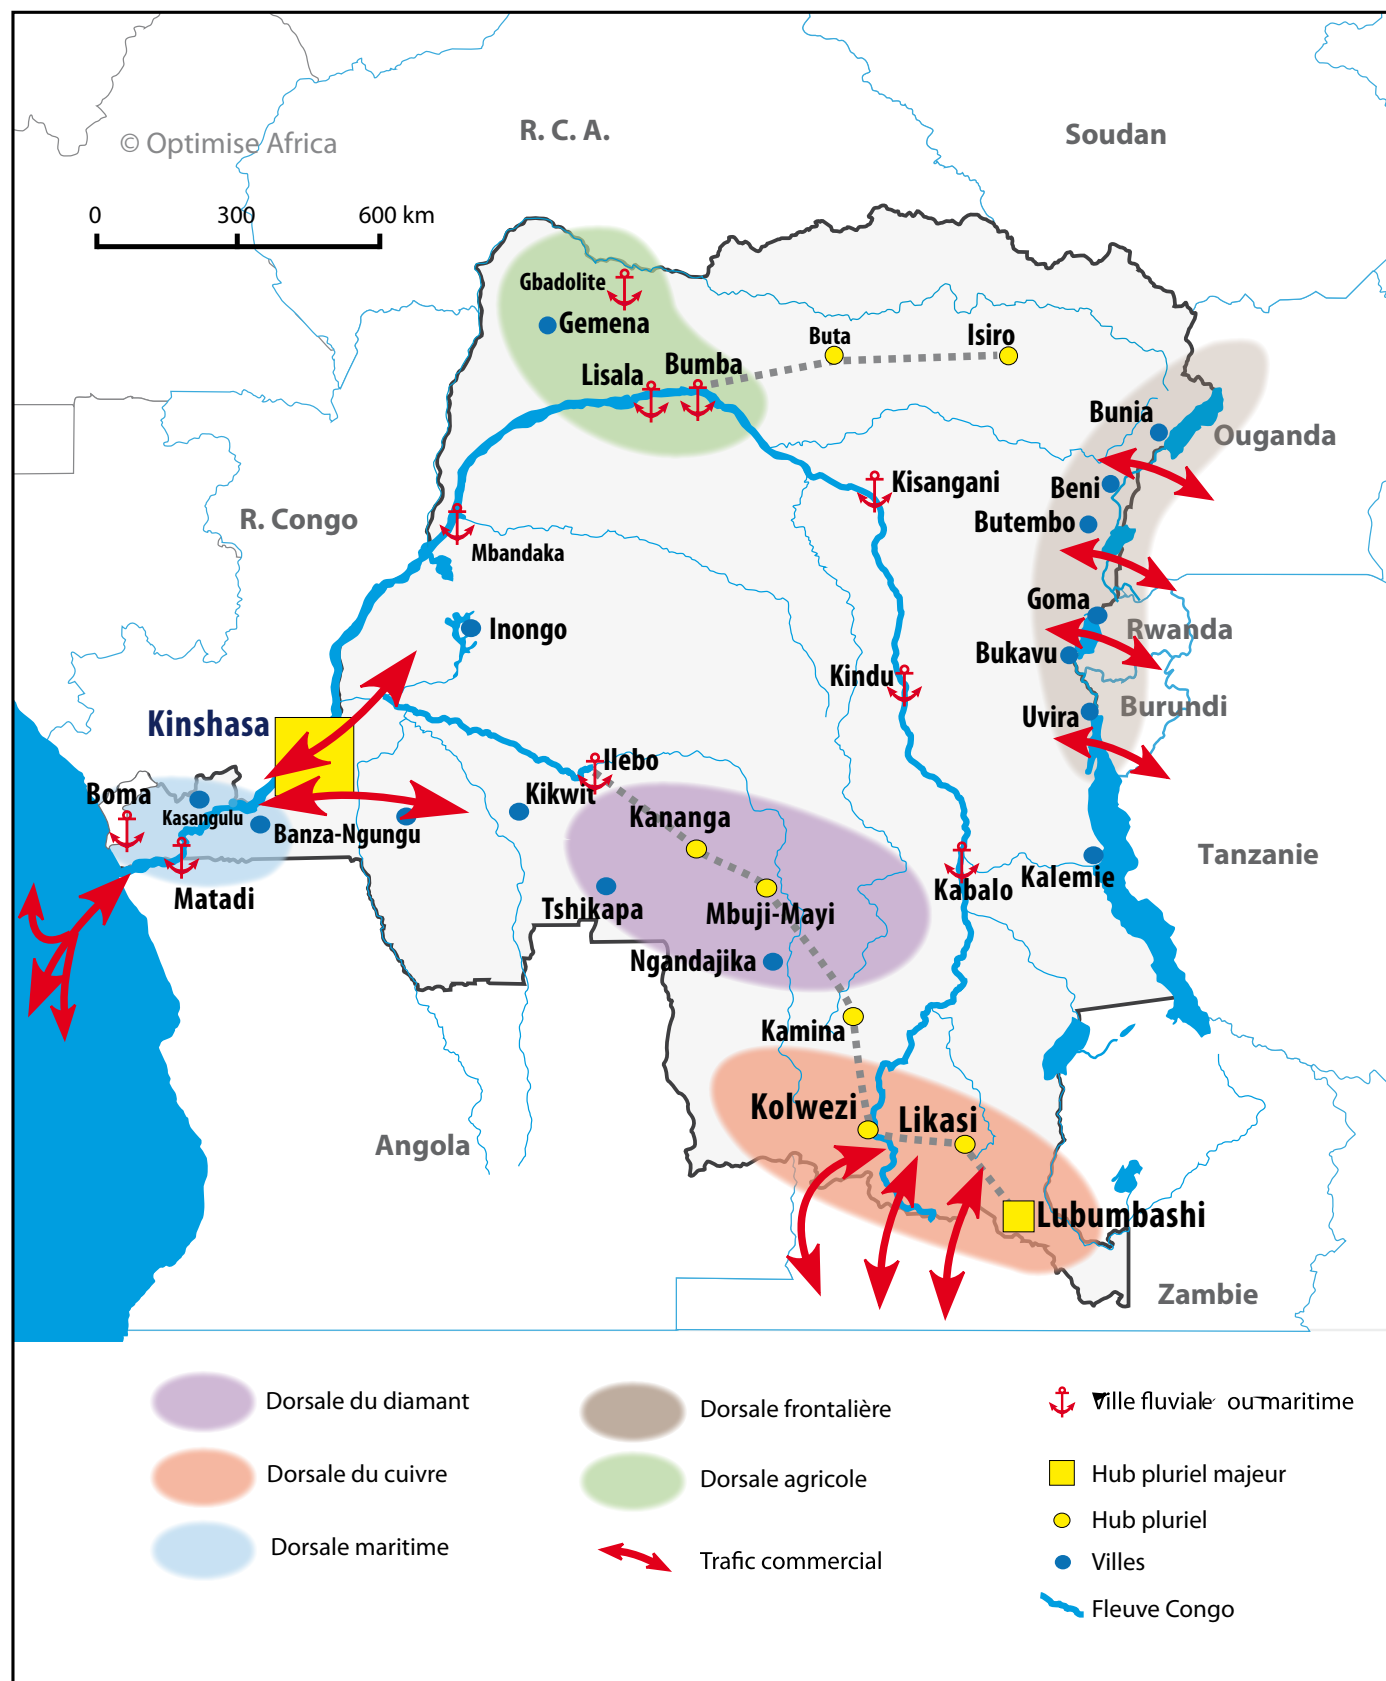 © Optimise Africa
R. C. A.
Soudan
0 300 600 km
Gbadolite
Gemena
Buta
Isiro
Lisala
Bumba
Bunia
Ouganda
Kisangani
Beni
Butembo
R. Congo
Mbandaka
Goma
Rwanda
Inongo
Bukavu
Kindu
Burundi
Uvira
Kinshasa
Ilebo
Boma
Kikwit
Kasangulu
Kananga
Banza-Ngungu
Tanzanie
Kalemie
Kabalo
Matadi
Tshikapa
Mbuji-Mayi
Ngandajika
Kamina
Kolwezi
Likasi
Angola
Lubumbashi
Zambie
Dorsale du diamant
Dorsale du cuivre
Dorsale maritime
Dorsale frontalière
Dorsale agricole
Trafic commercial
Ville fluviale ou maritime
Hub pluriel majeur
Hub pluriel
Villes
Fleuve Congo